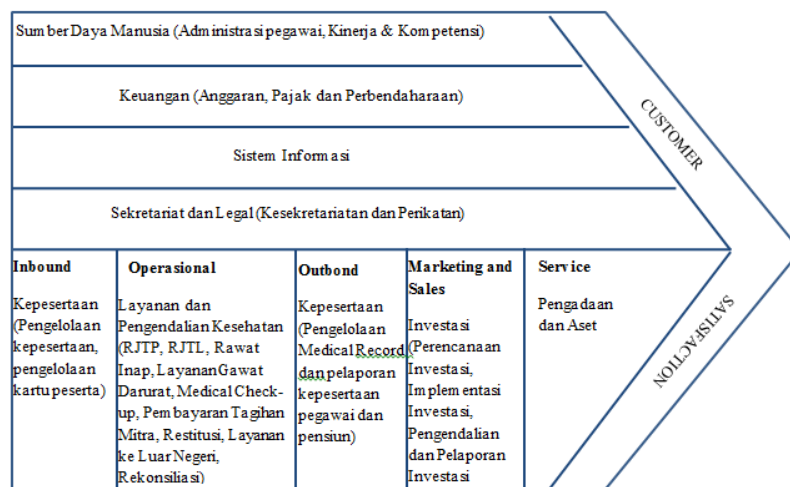 Sumber Daya Manusia (Administrasi pegawai, Kinerja & Kompetensi)
Keuangan (Anggaran, Pajak dan Perbendaharaan)
Sistem Informasi
Sekretariat dan Legal (Kesekretariatan dan Perikatan)
CUSTOMER
SATISFACTION
Inbound
Kepesertaan
(Pengelolaan
kepesertaan,
pengelolaan
kartu peserta)
Operasional
Layanan dan
Pengendalian Kesehatan
(RJTP, RJTL, Rawat
Inap, Layanan Gawat
Darurat, Medical Check-
up, Pembayaran Tagihan
Mitra, Restitusi, Layanan
ke Luar Negeri,
Rekonsiliasi)
Outbond
Kepesertaan
(Pengelolaan
Medical Record
dan pelaporan
kepesertaan
pegawai dan
pensiun)
Marketing and
Sales
Investasi
(Perencanaan
Investasi,
Implementasi
Investasi,
Pengendalian
dan Pelaporan
Investasi
Service
Pengadaan
dan Aset